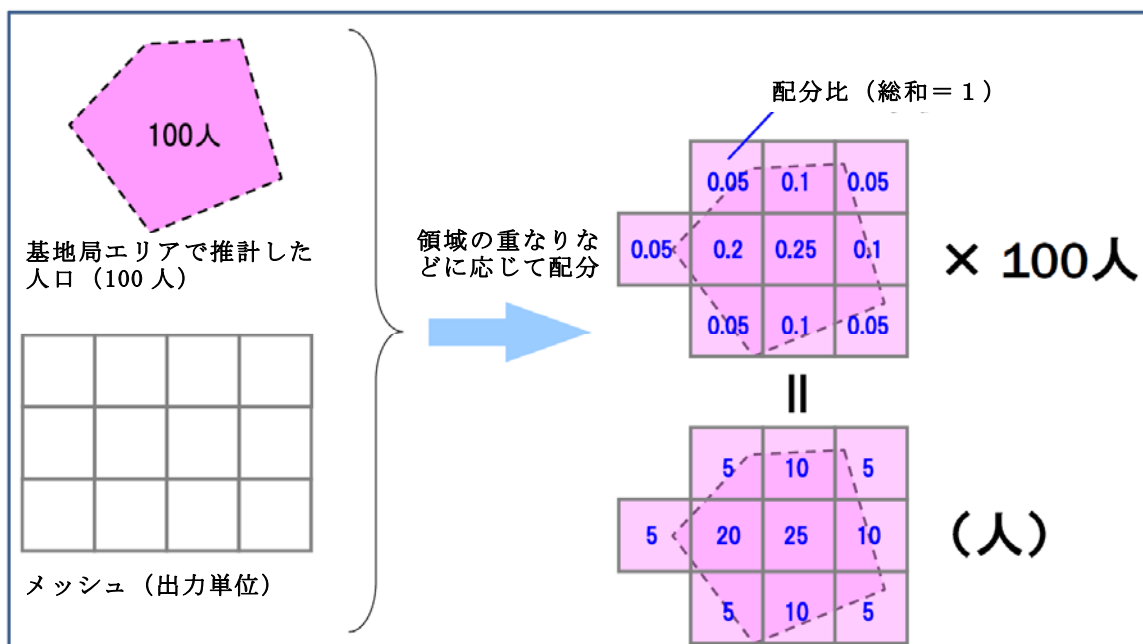 100人
基地局エリアで推計した
人口（100 人）
メッシュ（出力単位）
領域の重なりな
どに応じて配分
配分比（総和＝１）
0.05 0.1 0.05
0.05 0.2 0.25 0.1
0.05 0.1 0.05
× 100人
＝
5 10 5
5 20 25 10
5 10 5
（人）